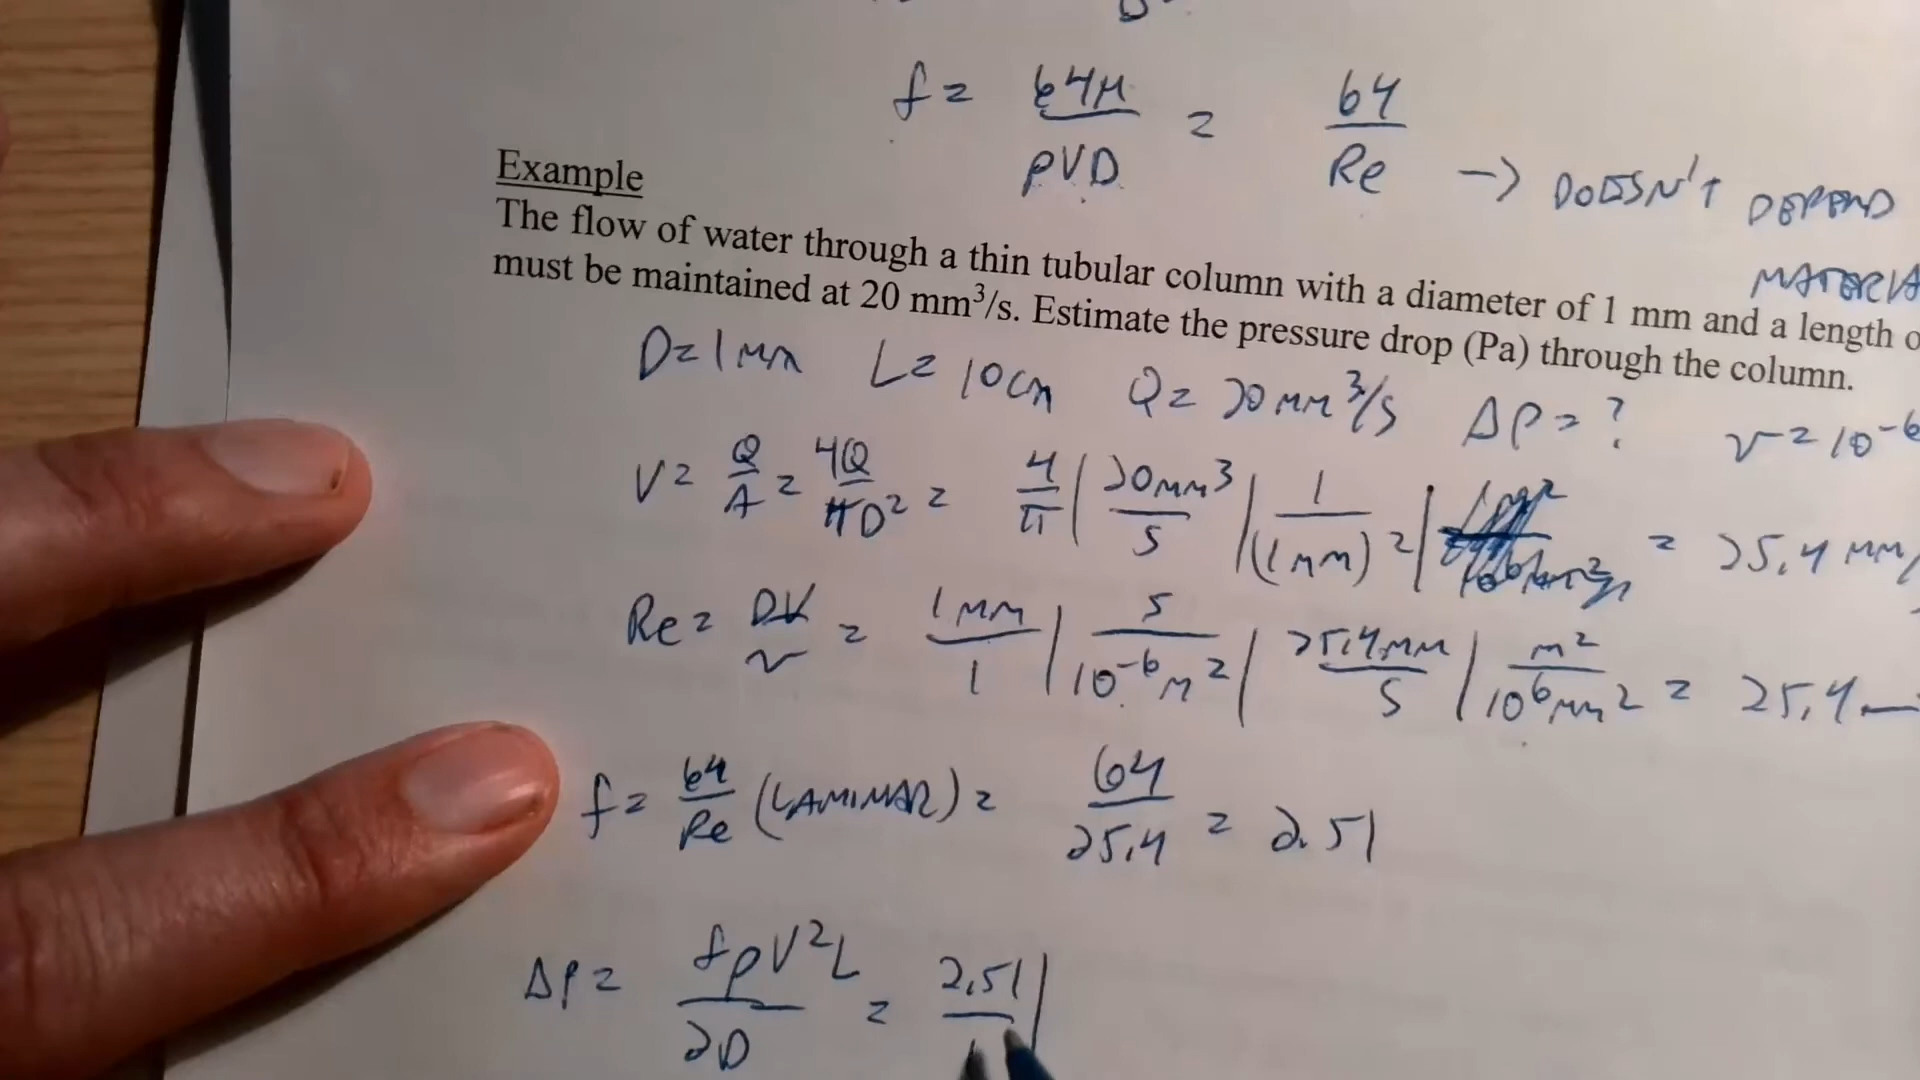 f = 64μ/ρVD = 64/Re → DOESN'T DEPEND
MATERIA
Example
The flow of water through a thin tubular column with a diameter of 1 mm and a length o
must be maintained at 20 mm³/s. Estimate the pressure drop (Pa) through the column.
D = 1 mm L = 10 cm Q = 20 mm³/s ΔP = ? ν = 10⁻⁶
V = Q/A = 4Q/πD² = 4/π | 20 mm³/s | 1/(1 mm)² | = 25.4 mm/
Re = DV/ν = 1 mm/1 | s/10⁻⁶ m² | 25.4 mm/s | m²/10⁶ mm² = 25.4
f = 64/Re (LAMINAR) = 64/25.4 = 2.51
ΔP = fρV²L/2D = 2.51/1 |